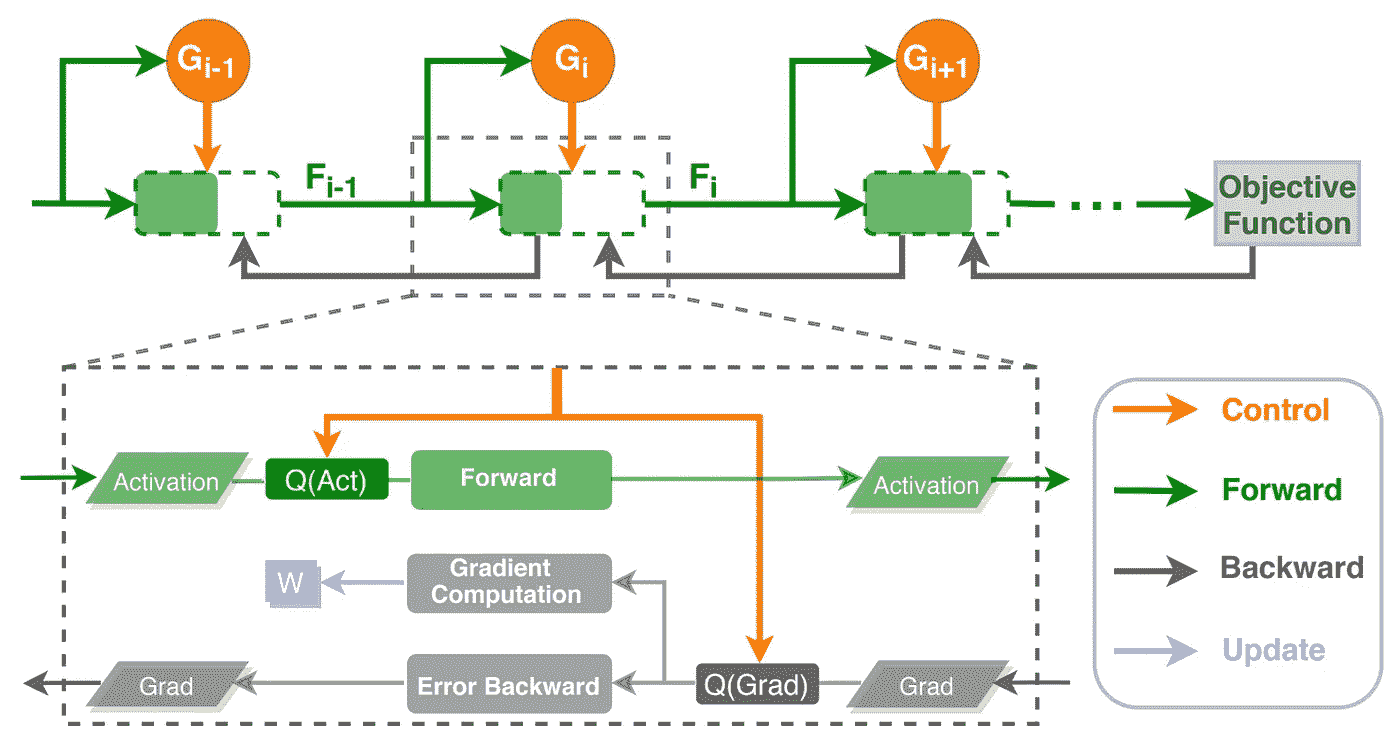 G_{i-1}
G_i
G_{i+1}
F_{i-1}
F_i
Objective
Function
...
Activation
Q(Act)
Forward
Activation
W
Gradient
Computation
Grad
Error Backward
Q(Grad)
Grad
Control
Forward
Backward
Update